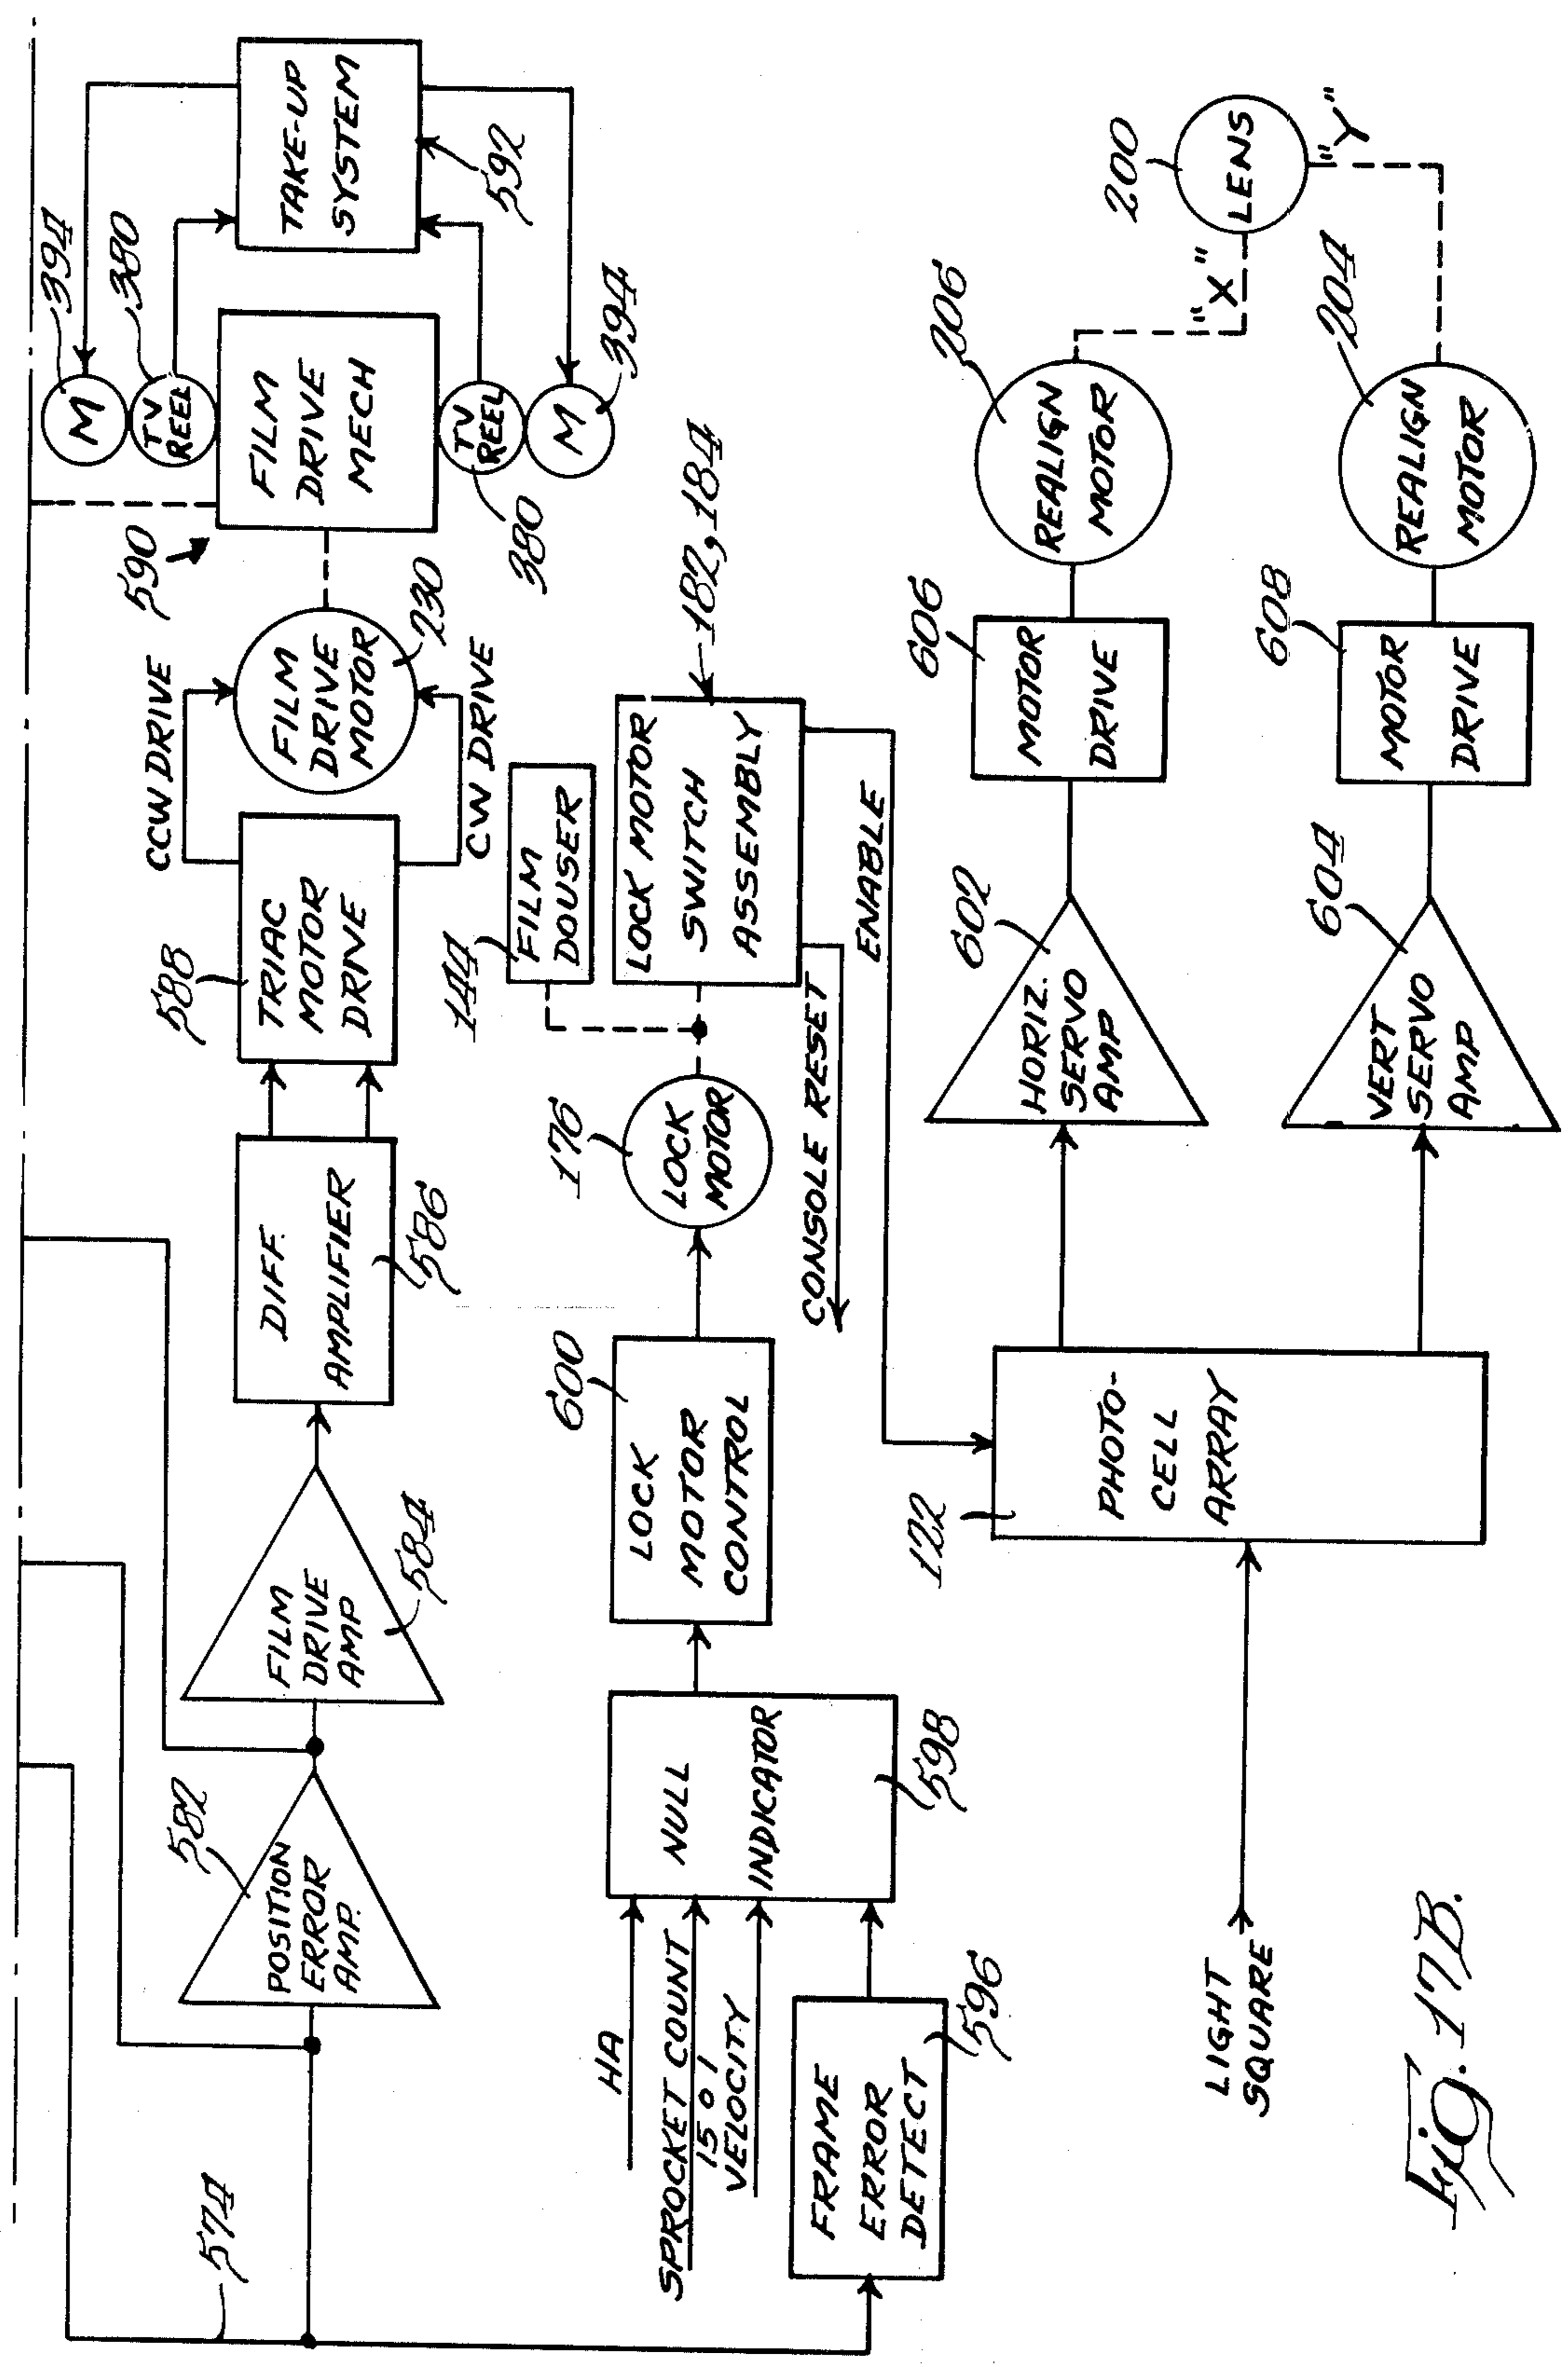 574
582
POSITION
ERROR
AMP.
FILM
DRIVE
AMP
584
DIFF.
AMPLIFIER
586
588
TRIAC
MOTOR
DRIVE
CCW DRIVE
CW DRIVE
FILM
DRIVE
MOTOR
230
590
FILM
DRIVE
MECH
M
394
TV
REEL
380
TV
REEL
380
M
394
TAKE-UP
SYSTEM
592
HA
SPROCKET COUNT
15 0 1
VELOCITY
FRAME
ERROR
DETECT
596
NULL
INDICATOR
598
600
LOCK
MOTOR
CONTROL
176
LOCK
MOTOR
144
FILM
DOUSER
LOCK MOTOR
SWITCH
ASSEMBLY
182, 184
CONSOLE RESET
ENABLE
LIGHT
SQUARE
122
PHOTO-
CELL
ARRAY
602
HORIZ.
SERVO
AMP
606
MOTOR
DRIVE
206
REALIGN
MOTOR
"X"
200
LENS
"Y"
604
VERT
SERVO
AMP
608
MOTOR
DRIVE
204
REALIGN
MOTOR
Fig. 17B.